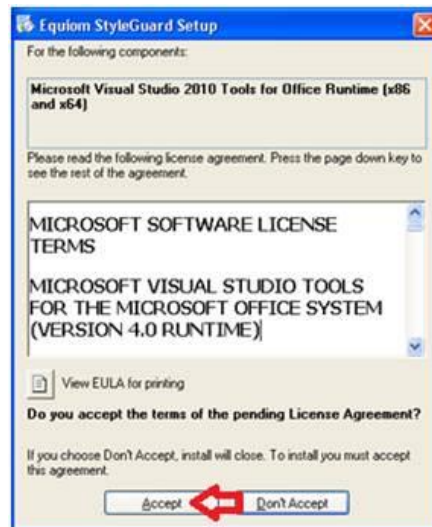 Equiom StyleGuard Setup
For the following components:
Microsoft Visual Studio 2010 Tools for Office Runtime (x86
and x64)
Please read the following license agreement. Press the page down key to
see the rest of the agreement.
MICROSOFT SOFTWARE LICENSE
TERMS
MICROSOFT VISUAL STUDIO TOOLS
FOR THE MICROSOFT OFFICE SYSTEM
(VERSION 4.0 RUNTIME)
View EULA for printing
Do you accept the terms of the pending License Agreement?
If you choose Don't Accept, install will close. To install you must accept
this agreement.
Accept Don't Accept